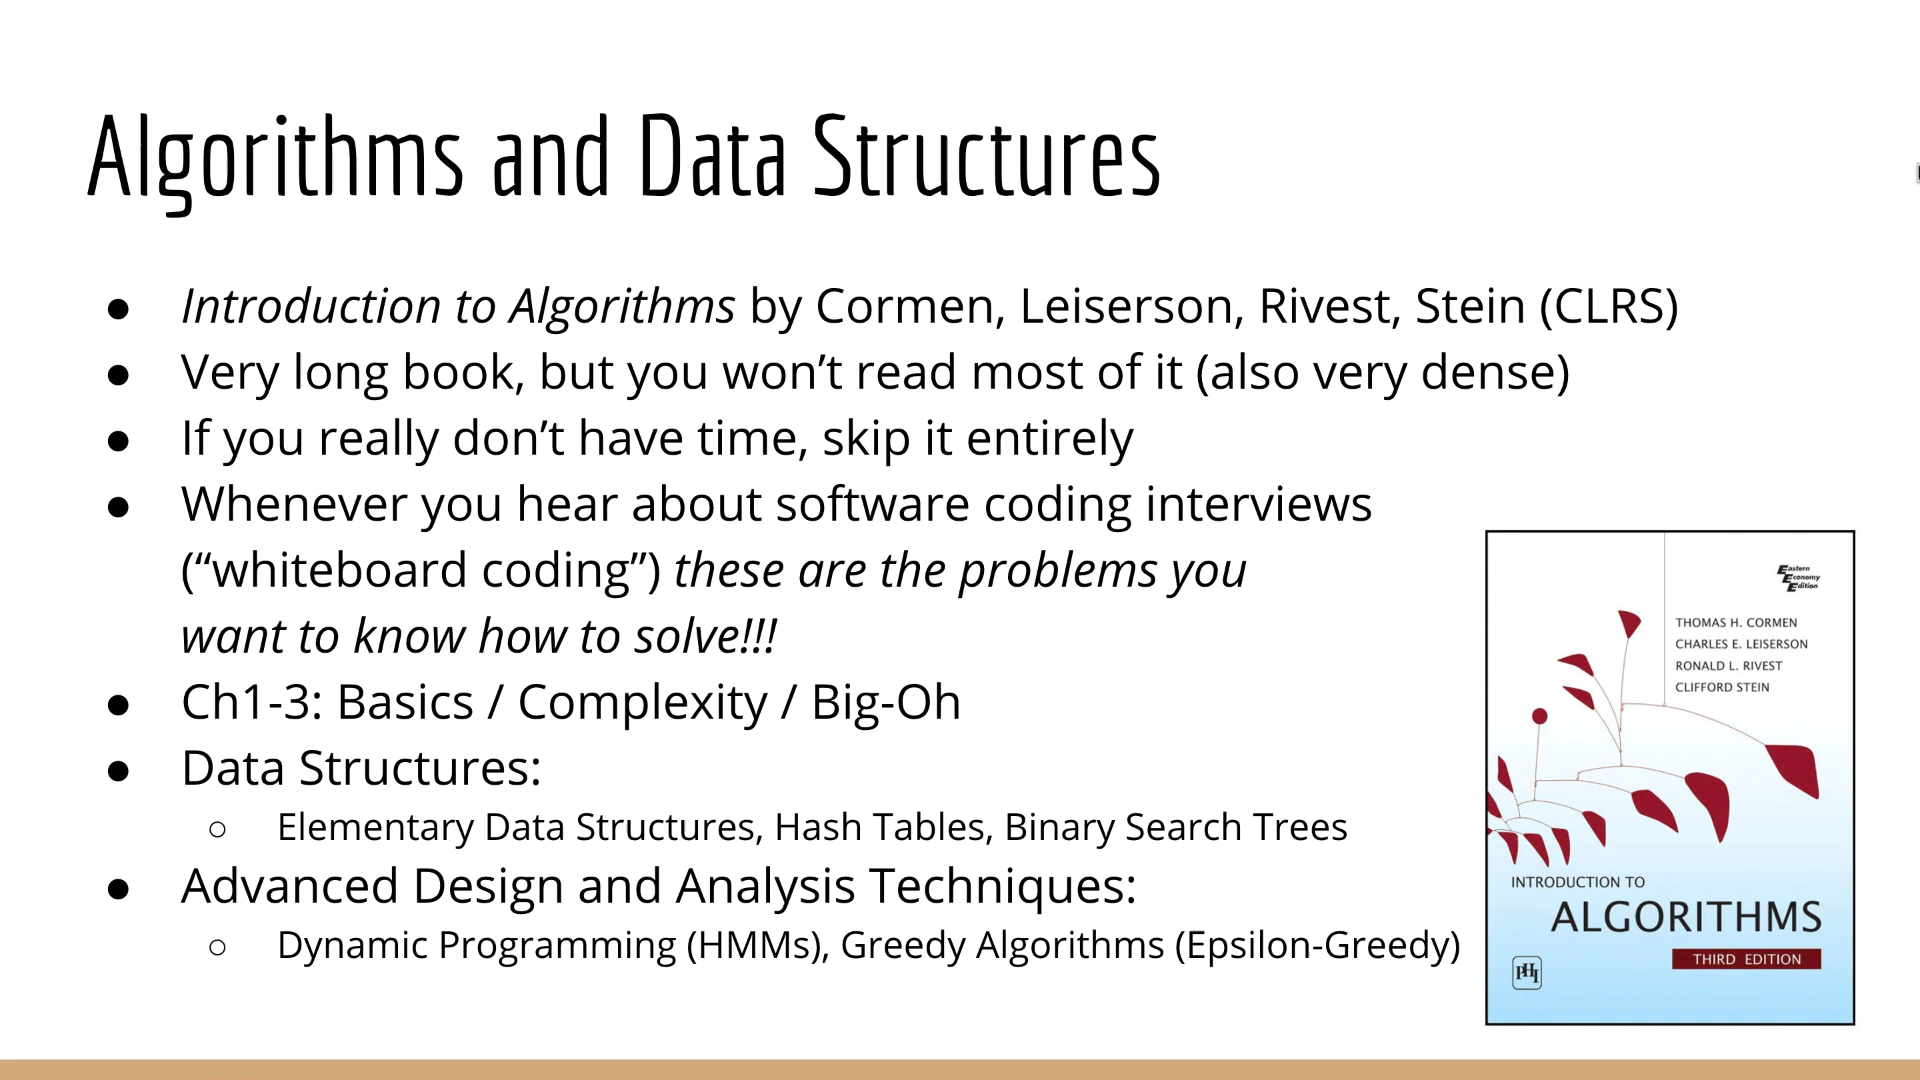 Algorithms and Data Structures
● Introduction to Algorithms by Cormen, Leiserson, Rivest, Stein (CLRS)
● Very long book, but you won’t read most of it (also very dense)
● If you really don’t have time, skip it entirely
● Whenever you hear about software coding interviews
(“whiteboard coding”) these are the problems you
want to know how to solve!!!
● Ch1-3: Basics / Complexity / Big-Oh
● Data Structures:
○ Elementary Data Structures, Hash Tables, Binary Search Trees
● Advanced Design and Analysis Techniques:
○ Dynamic Programming (HMMs), Greedy Algorithms (Epsilon-Greedy)
Eastern
Economy
Edition
THOMAS H. CORMEN
CHARLES E. LEISERSON
RONALD L. RIVEST
CLIFFORD STEIN
INTRODUCTION TO
ALGORITHMS
THIRD EDITION
PHI